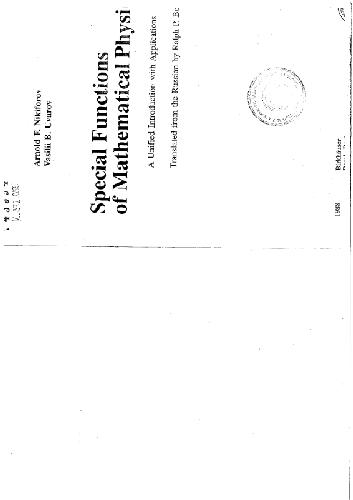 Arnold F. Nikiforov
Vasilii B. Uvarov
Special Functions
of Mathematical Physi
A Unified Introduction with Applications
Translated from the Russian by Ralph P. Bo
1988
Birkhäuser